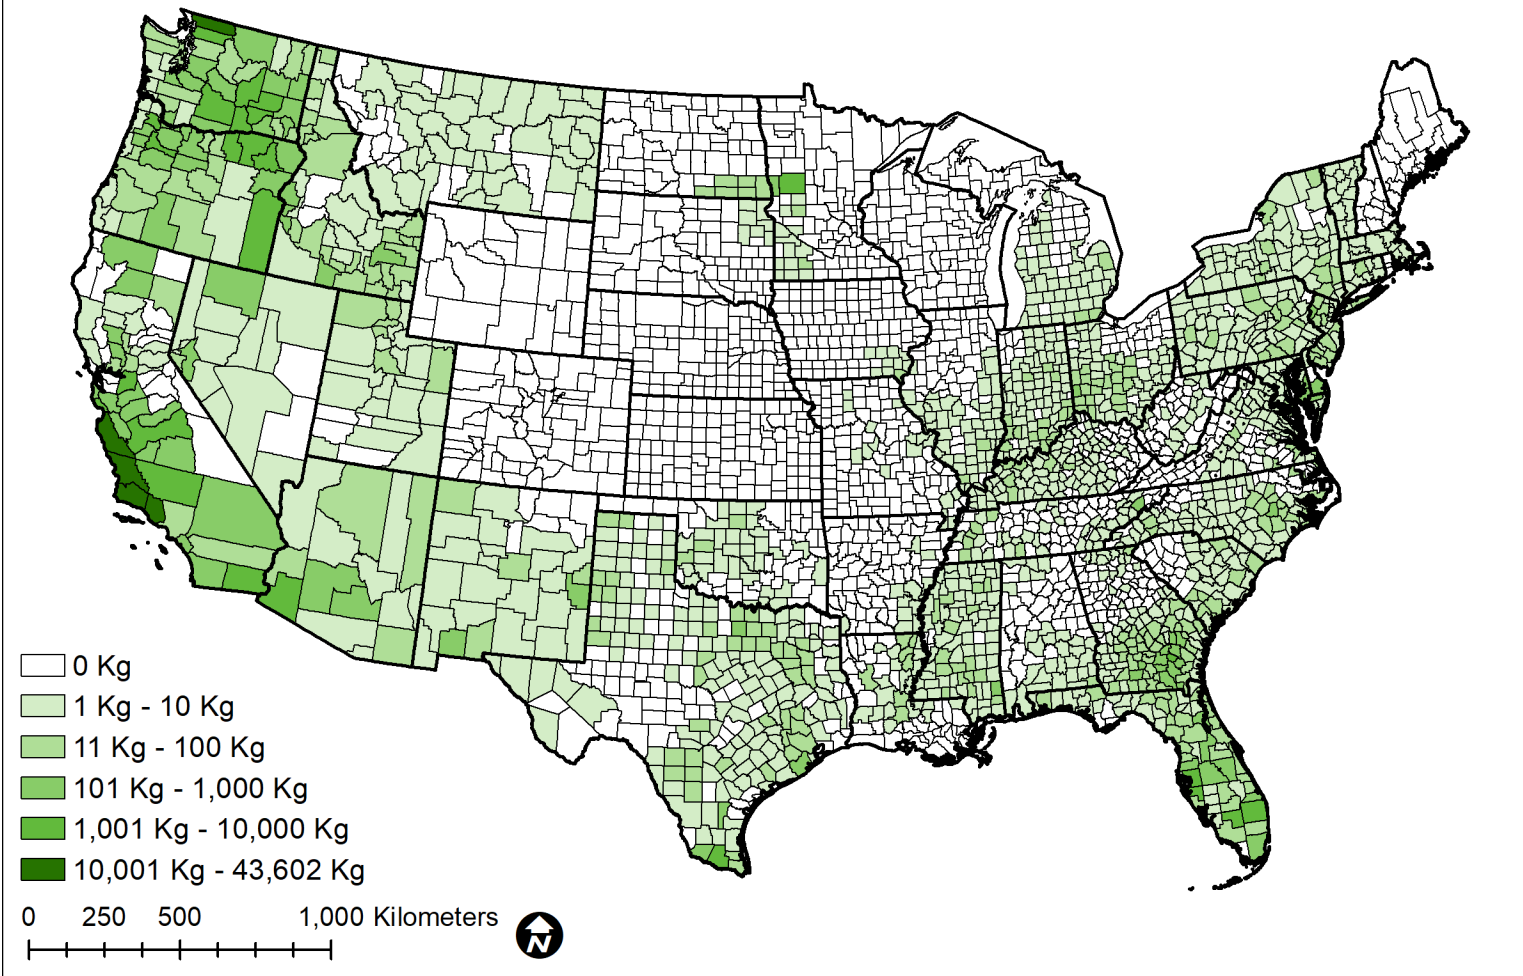 0 Kg
1 Kg - 10 Kg
11 Kg - 100 Kg
101 Kg - 1,000 Kg
1,001 Kg - 10,000 Kg
10,001 Kg - 43,602 Kg
0 250 500 1,000 Kilometers
N